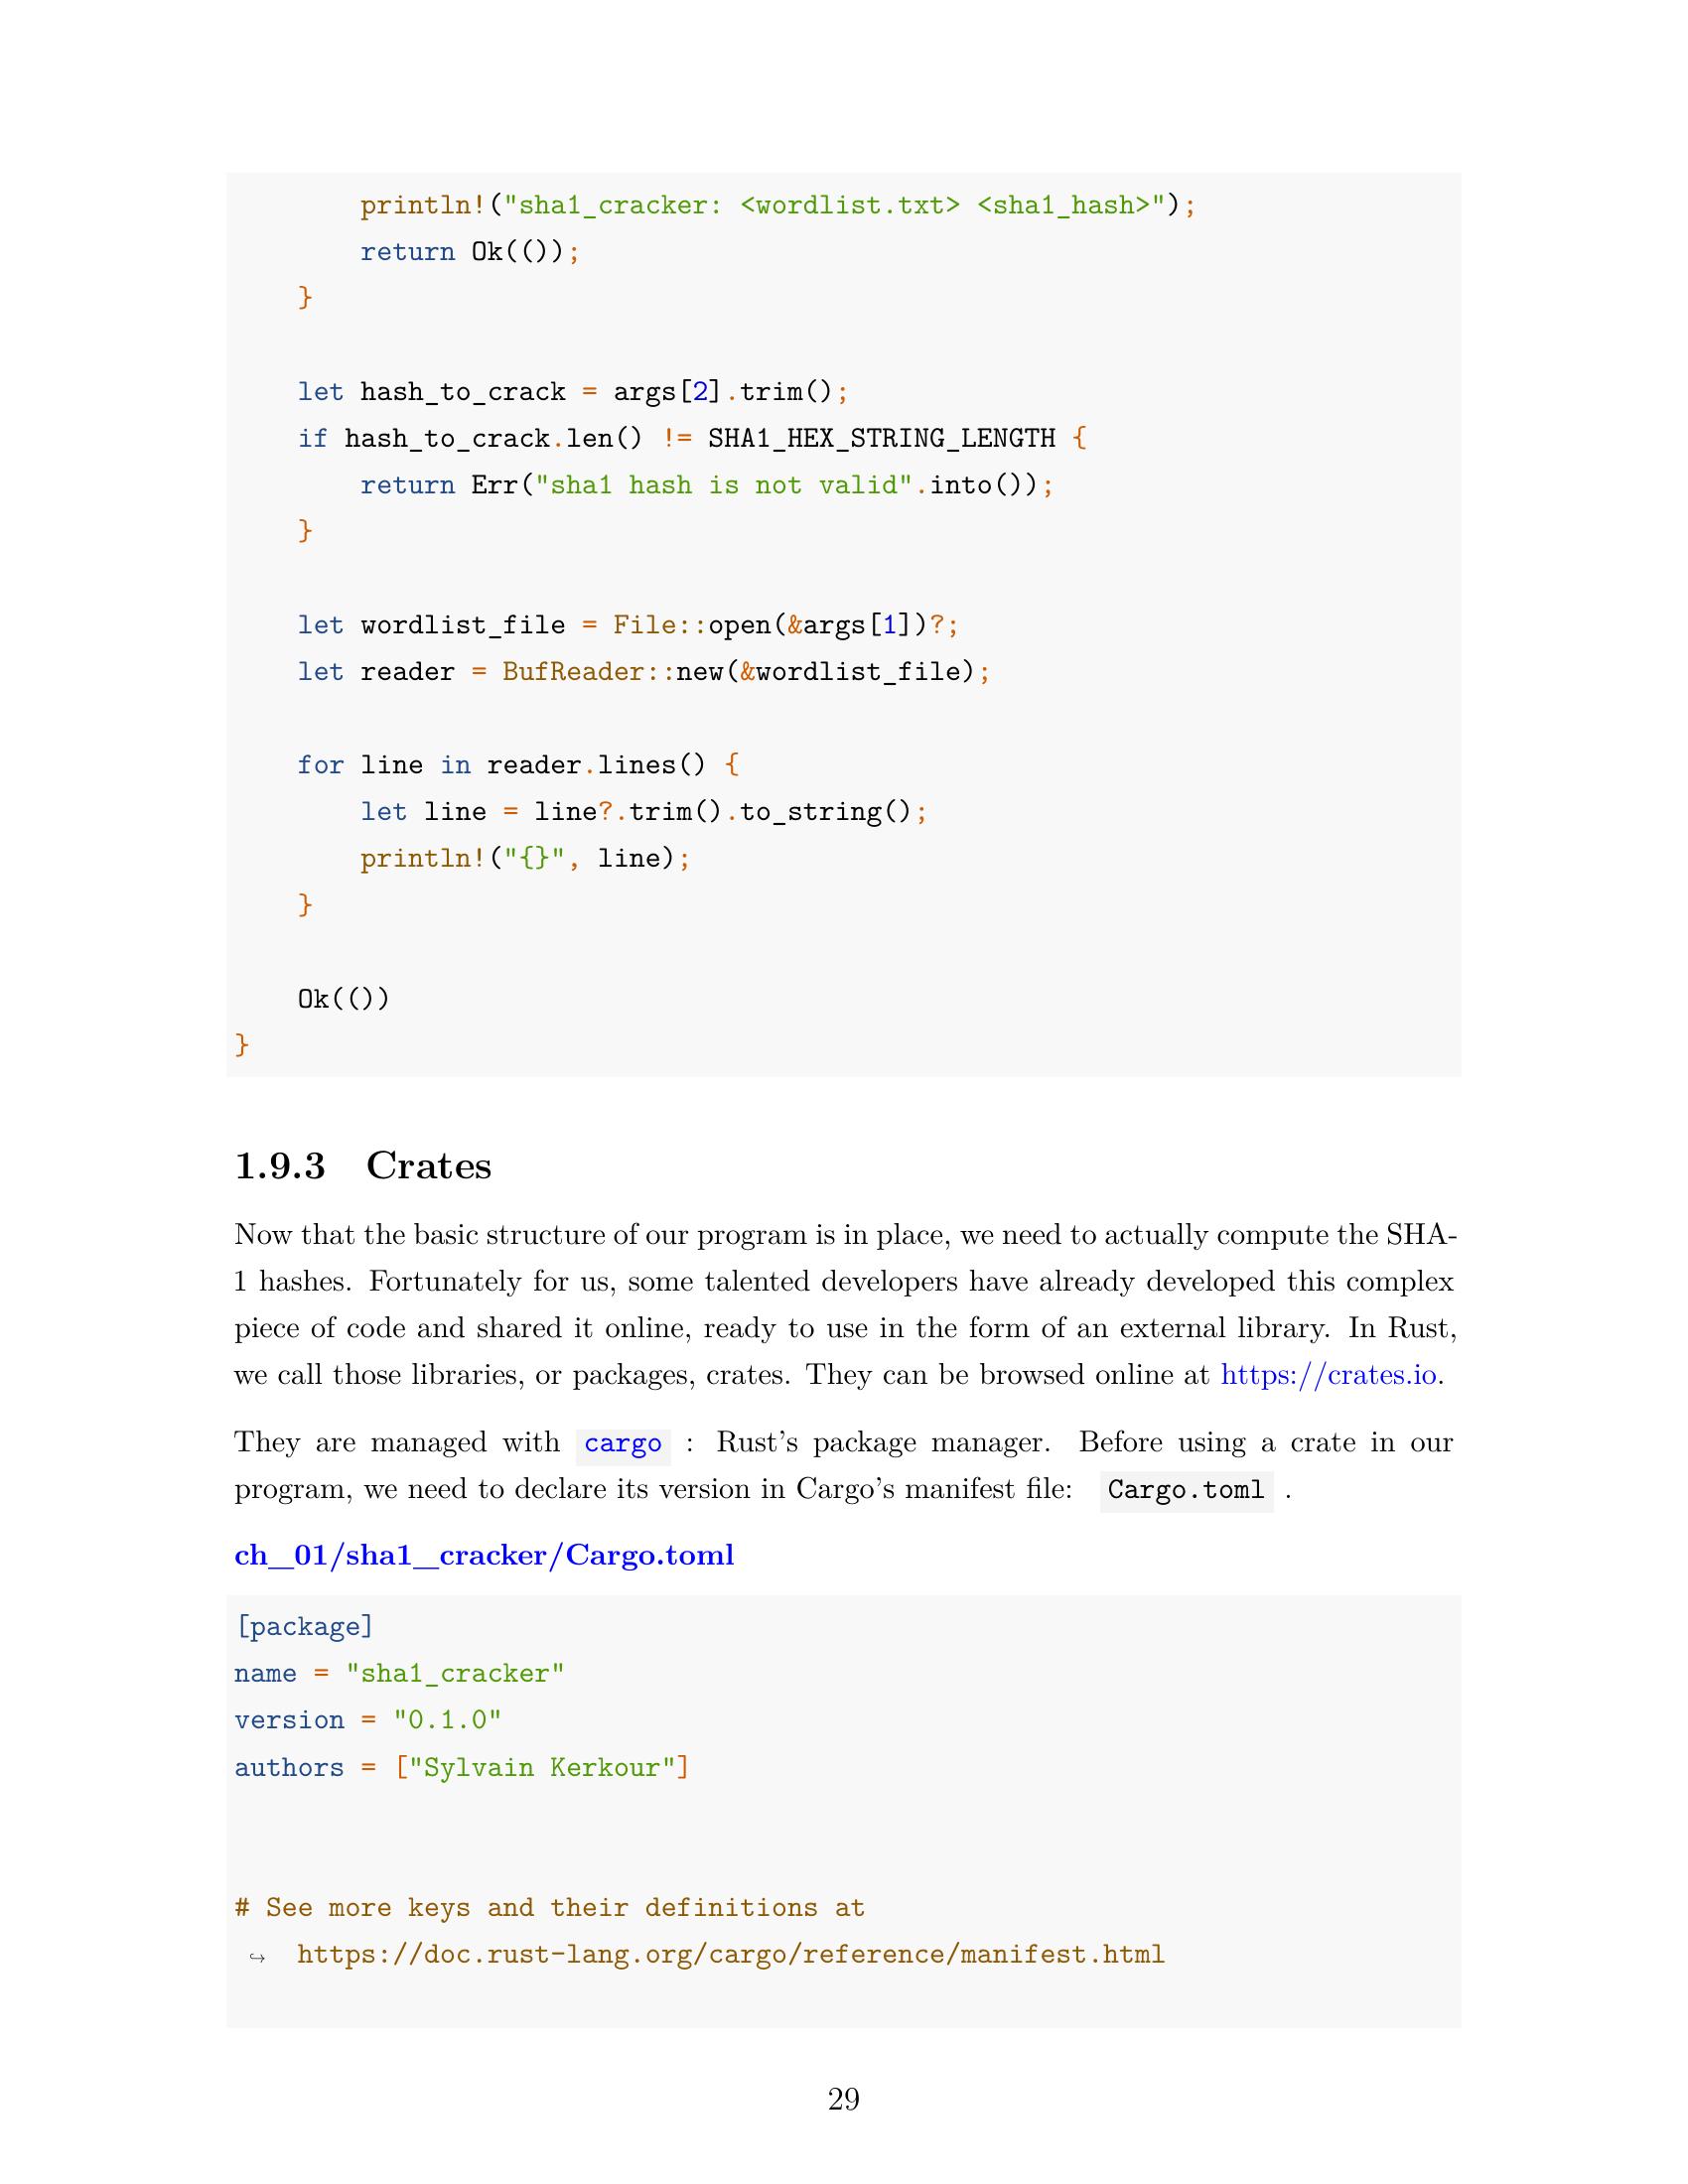 println!("sha1_cracker: <wordlist.txt> <sha1_hash>");
        return Ok(());
    }

    let hash_to_crack = args[2].trim();
    if hash_to_crack.len() != SHA1_HEX_STRING_LENGTH {
        return Err("sha1 hash is not valid".into());
    }

    let wordlist_file = File::open(&args[1])?;
    let reader = BufReader::new(&wordlist_file);

    for line in reader.lines() {
        let line = line?.trim().to_string();
        println!("{}", line);
    }

    Ok(())
}

1.9.3 Crates
Now that the basic structure of our program is in place, we need to actually compute the SHA-
1 hashes. Fortunately for us, some talented developers have already developed this complex
piece of code and shared it online, ready to use in the form of an external library. In Rust,
we call those libraries, or packages, crates. They can be browsed online at https://crates.io.
They are managed with cargo : Rust's package manager. Before using a crate in our
program, we need to declare its version in Cargo's manifest file: Cargo.toml .
ch_01/sha1_cracker/Cargo.toml
[package]
name = "sha1_cracker"
version = "0.1.0"
authors = ["Sylvain Kerkour"]

# See more keys and their definitions at
↪ https://doc.rust-lang.org/cargo/reference/manifest.html

29